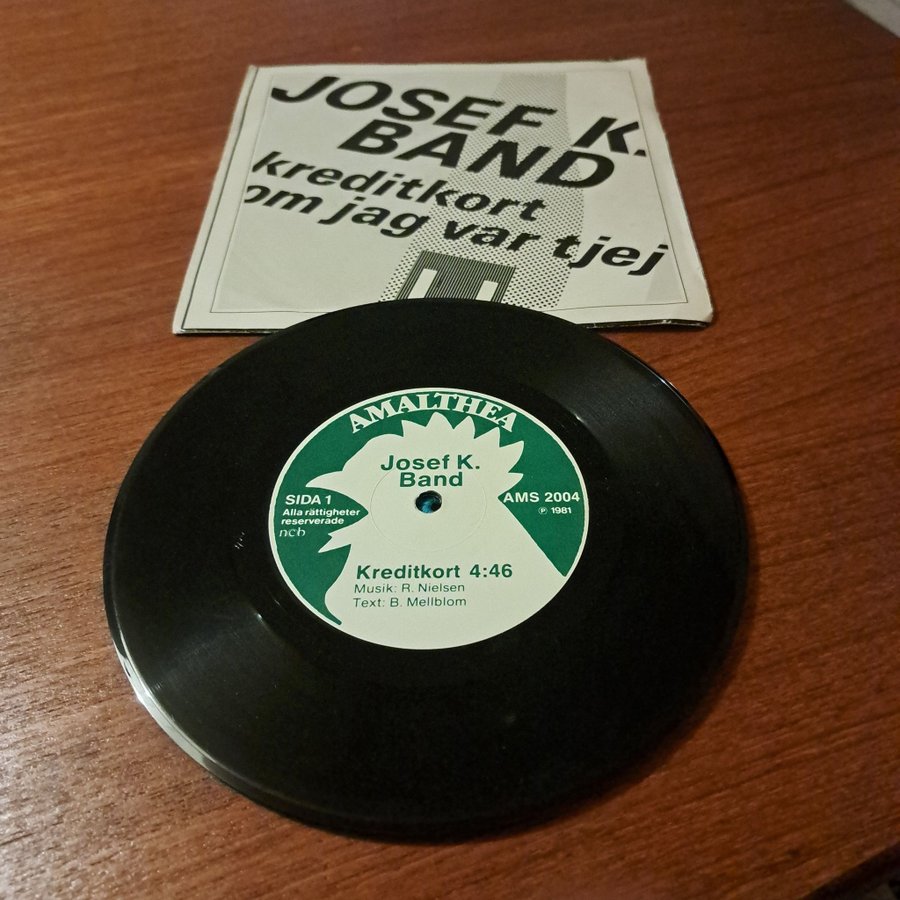 JOSEF K.
BAND
kreditkort
om jag var tjej
AMALTHEA
Josef K.
Band
SIDA 1
Alla rättigheter
reserverade
ncb
AMS 2004
℗ 1981
Kreditkort 4:46
Musik: R. Nielsen
Text: B. Mellblom